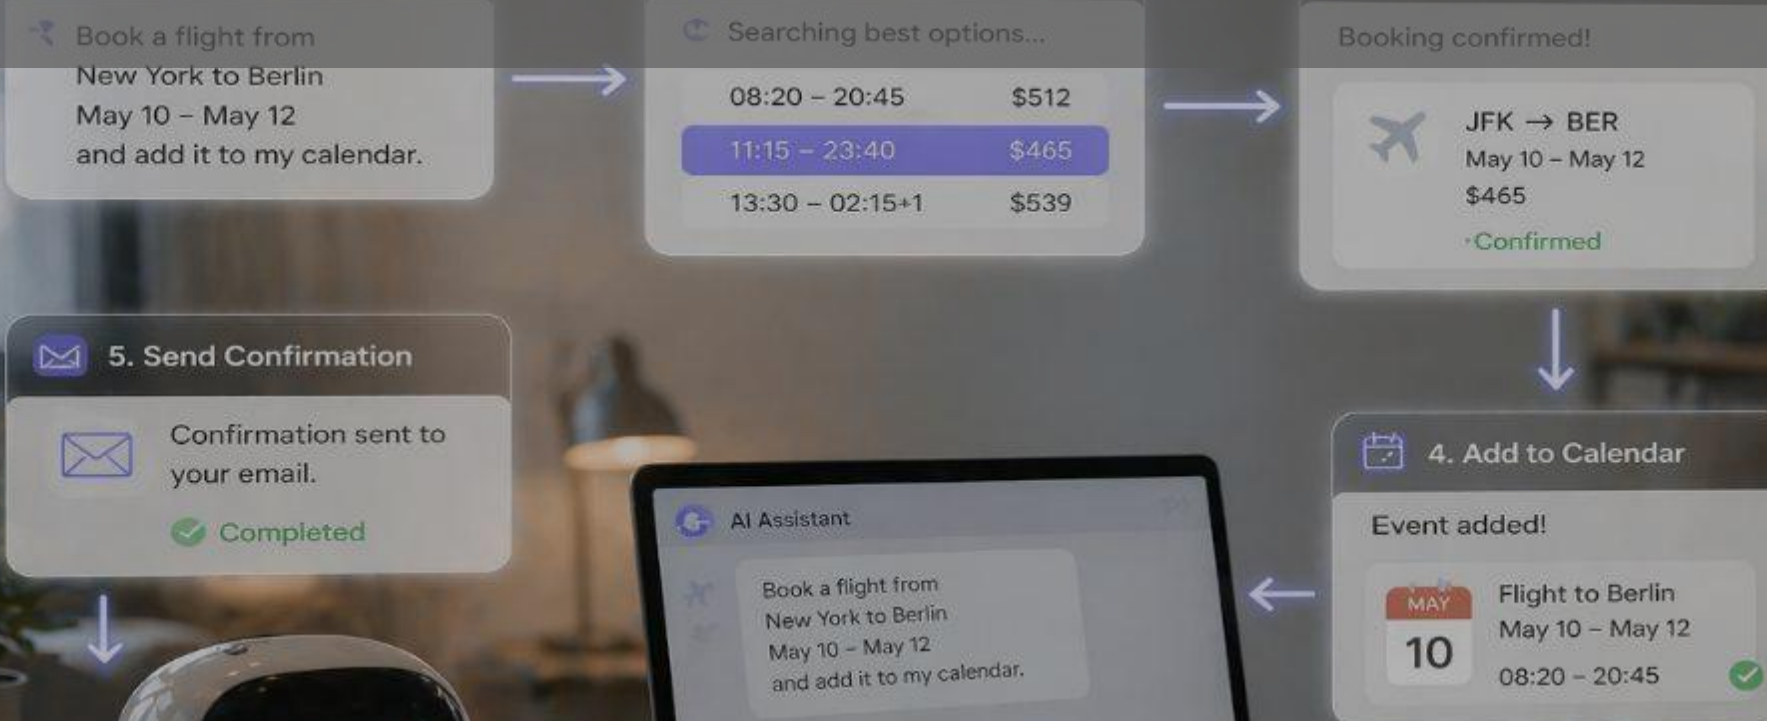 Book a flight from
New York to Berlin
May 10 – May 12
and add it to my calendar.
Searching best options...
08:20 – 20:45 $512
11:15 – 23:40 $465
13:30 – 02:15+1 $539
Booking confirmed!
JFK → BER
May 10 – May 12
$465
Confirmed
5. Send Confirmation
Confirmation sent to
your email.
Completed
4. Add to Calendar
Event added!
MAY
10
Flight to Berlin
May 10 – May 12
08:20 – 20:45
AI Assistant
Book a flight from
New York to Berlin
May 10 – May 12
and add it to my calendar.